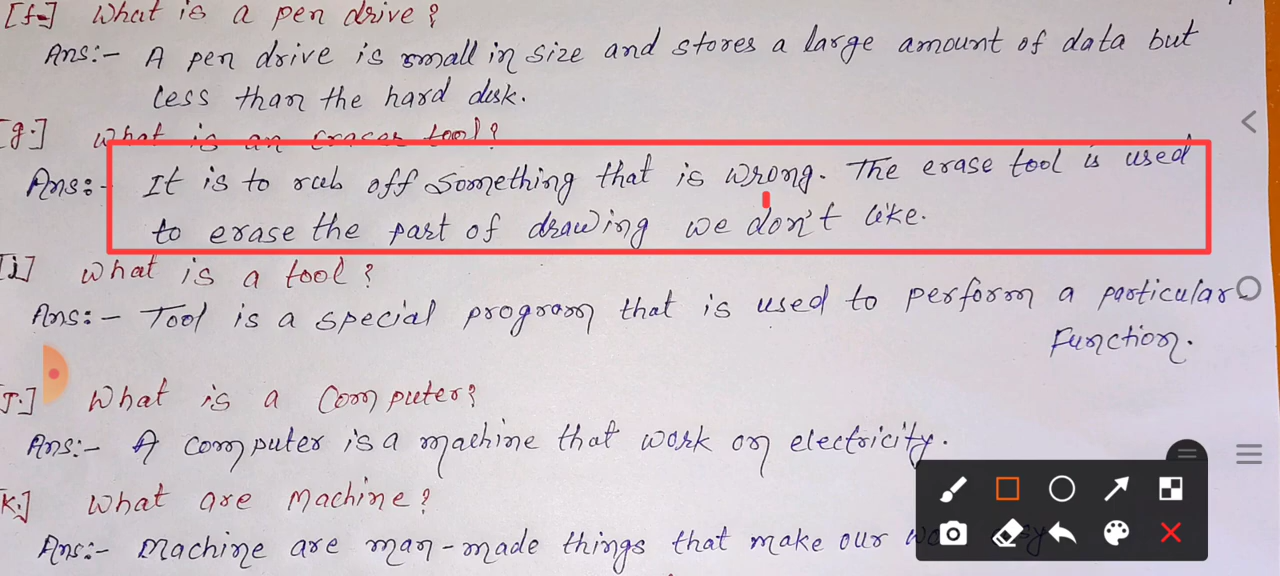 [f-] What is a pen drive?
Ans:- A pen drive is small in size and stores a large amount of data but
less than the hard disk.
[g.] What is an eraser tool?
Ans:- It is to rub off something that is wrong. The erase tool is used
to erase the part of drawing we don't like.
[i] What is a tool?
Ans:- Tool is a special program that is used to perform a particular
Function.
[J.] What is a Computer?
Ans:- A computer is a machine that work on electricity.
[K.] What are Machine?
Ans:- Machine are man-made things that make our